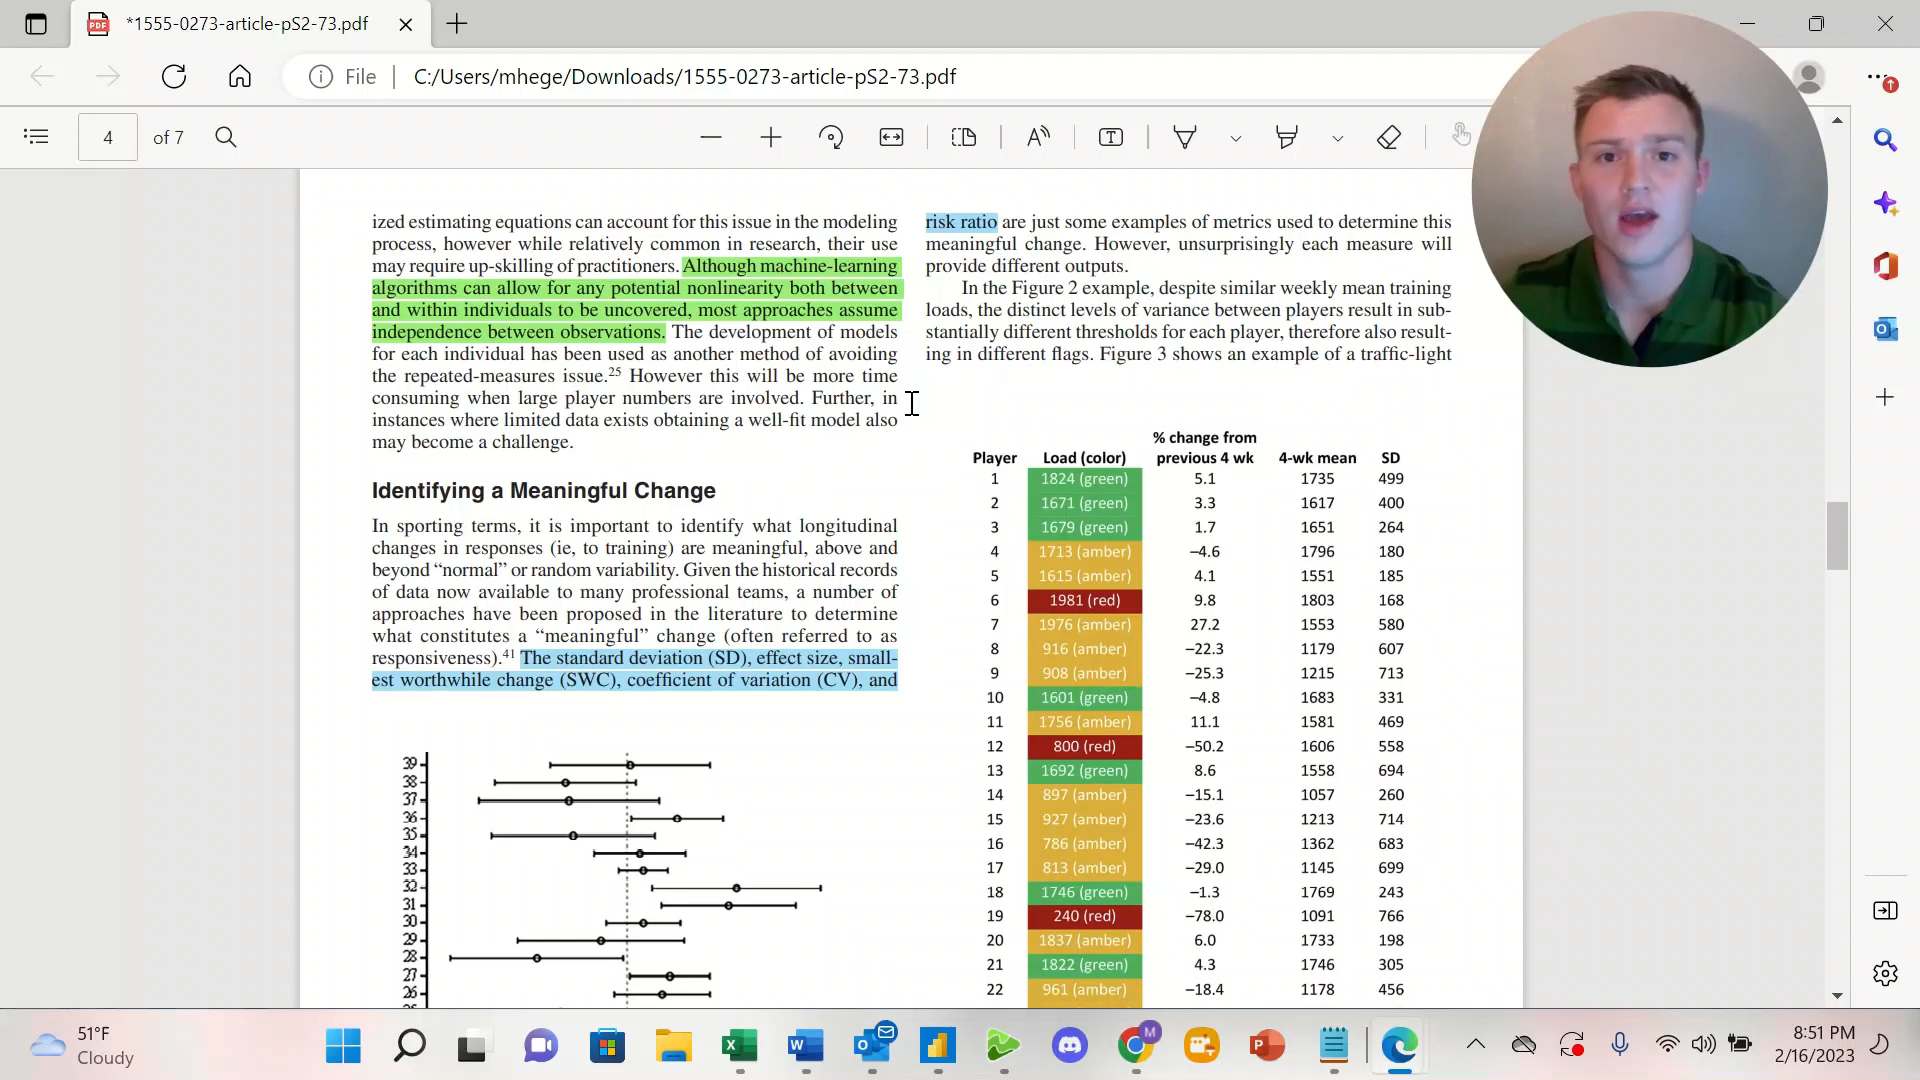 *1555-0273-article-pS2-73.pdf
File
C:/Users/mhege/Downloads/1555-0273-article-pS2-73.pdf
4 of 7
ized estimating equations can account for this issue in the modeling
process, however while relatively common in research, their use
may require up-skilling of practitioners. Although machine-learning
algorithms can allow for any potential nonlinearity both between
and within individuals to be uncovered, most approaches assume
independence between observations. The development of models
for each individual has been used as another method of avoiding
the repeated-measures issue.25 However this will be more time
consuming when large player numbers are involved. Further, in
instances where limited data exists obtaining a well-fit model also
may become a challenge.
Identifying a Meaningful Change
In sporting terms, it is important to identify what longitudinal
changes in responses (ie, to training) are meaningful, above and
beyond “normal” or random variability. Given the historical records
of data now available to many professional teams, a number of
approaches have been proposed in the literature to determine
what constitutes a “meaningful” change (often referred to as
responsiveness).41 The standard deviation (SD), effect size, small-
est worthwhile change (SWC), coefficient of variation (CV), and
39
38
37
36
35
34
33
32
31
30
29
28
27
26
risk ratio are just some examples of metrics used to determine this
meaningful change. However, unsurprisingly each measure will
provide different outputs.
In the Figure 2 example, despite similar weekly mean training
loads, the distinct levels of variance between players result in sub-
stantially different thresholds for each player, therefore also result-
ing in different flags. Figure 3 shows an example of a traffic-light
% change from
Player Load (color) previous 4 wk 4-wk mean SD
1 1824 (green) 5.1 1735 499
2 1671 (green) 3.3 1617 400
3 1679 (green) 1.7 1651 264
4 1713 (amber) –4.6 1796 180
5 1615 (amber) 4.1 1551 185
6 1981 (red) 9.8 1803 168
7 1976 (amber) 27.2 1553 580
8 916 (amber) –22.3 1179 607
9 908 (amber) –25.3 1215 713
10 1601 (green) –4.8 1683 331
11 1756 (amber) 11.1 1581 469
12 800 (red) –50.2 1606 558
13 1692 (green) 8.6 1558 694
14 897 (amber) –15.1 1057 260
15 927 (amber) –23.6 1213 714
16 786 (amber) –42.3 1362 683
17 813 (amber) –29.0 1145 699
18 1746 (green) –1.3 1769 243
19 240 (red) –78.0 1091 766
20 1837 (amber) 6.0 1733 198
21 1822 (green) 4.3 1746 305
22 961 (amber) –18.4 1178 456
51°F
Cloudy
8:51 PM
2/16/2023